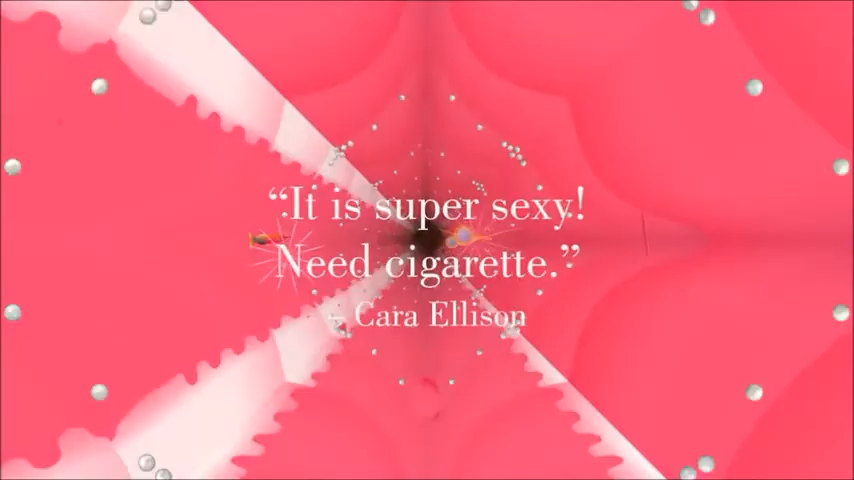 “It is super sexy!
Need cigarette.”
– Cara Ellison